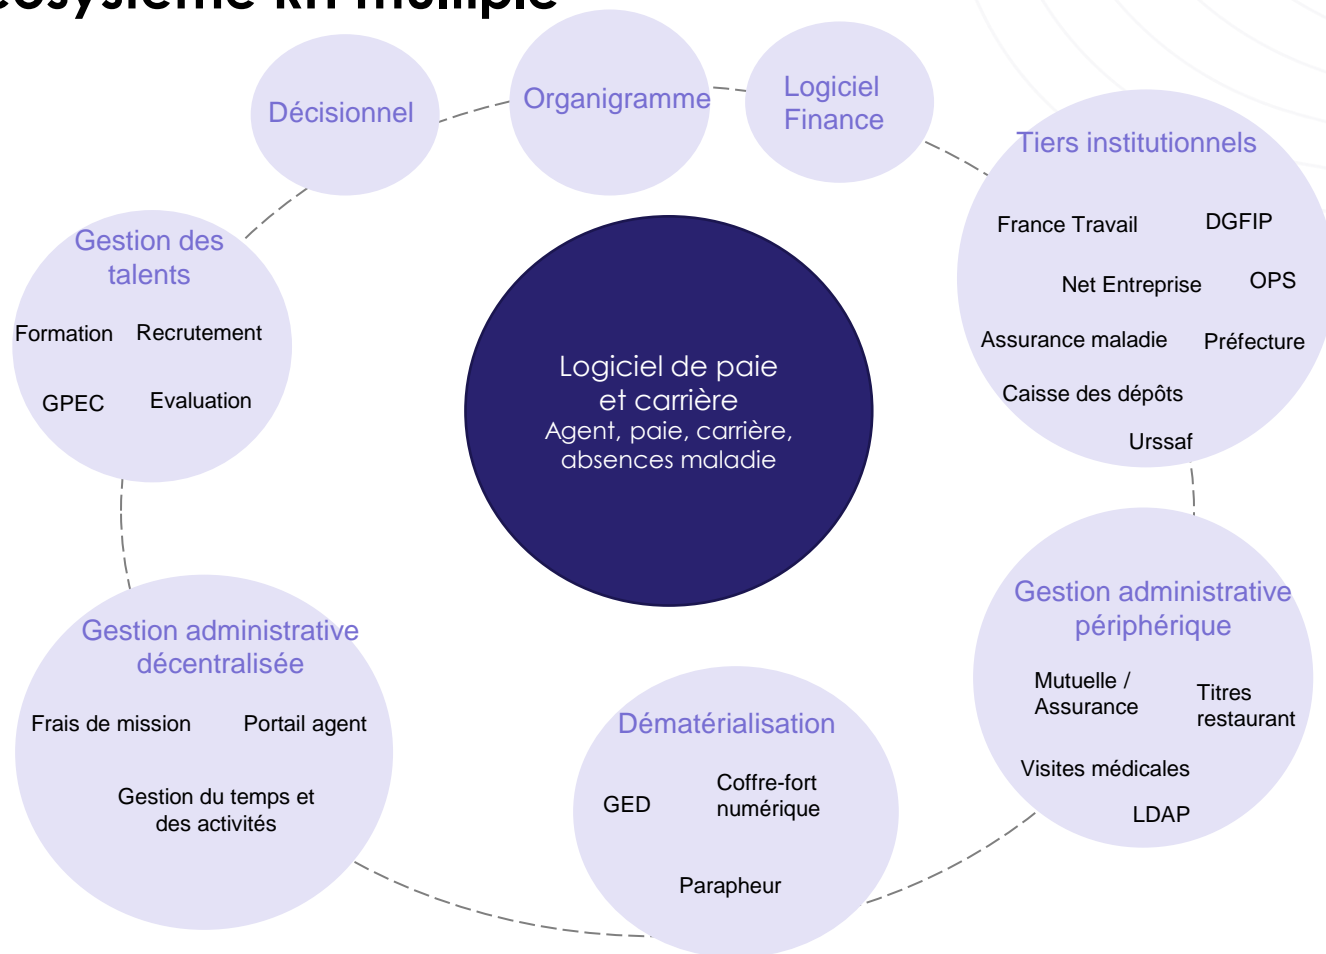 écosystème RH multiple
Décisionnel
Organigramme
Logiciel
Finance
Tiers institutionnels
France Travail
DGFIP
Net Entreprise
OPS
Assurance maladie
Préfecture
Caisse des dépôts
Urssaf
Gestion des
talents
Formation
Recrutement
GPEC
Evaluation
Logiciel de paie
et carrière
Agent, paie, carrière,
absences maladie
Gestion administrative
périphérique
Mutuelle /
Assurance
Titres
restaurant
Visites médicales
LDAP
Gestion administrative
décentralisée
Frais de mission
Portail agent
Gestion du temps et
des activités
Dématérialisation
GED
Coffre-fort
numérique
Parapheur